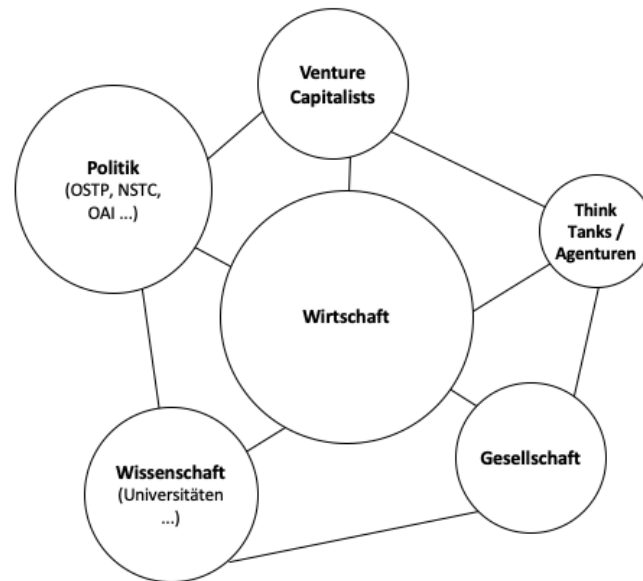 Venture
Capitalists
Politik
(OSTP, NSTC,
OAI ...)
Think
Tanks /
Agenturen
Wirtschaft
Wissenschaft
(Universitäten
...)
Gesellschaft